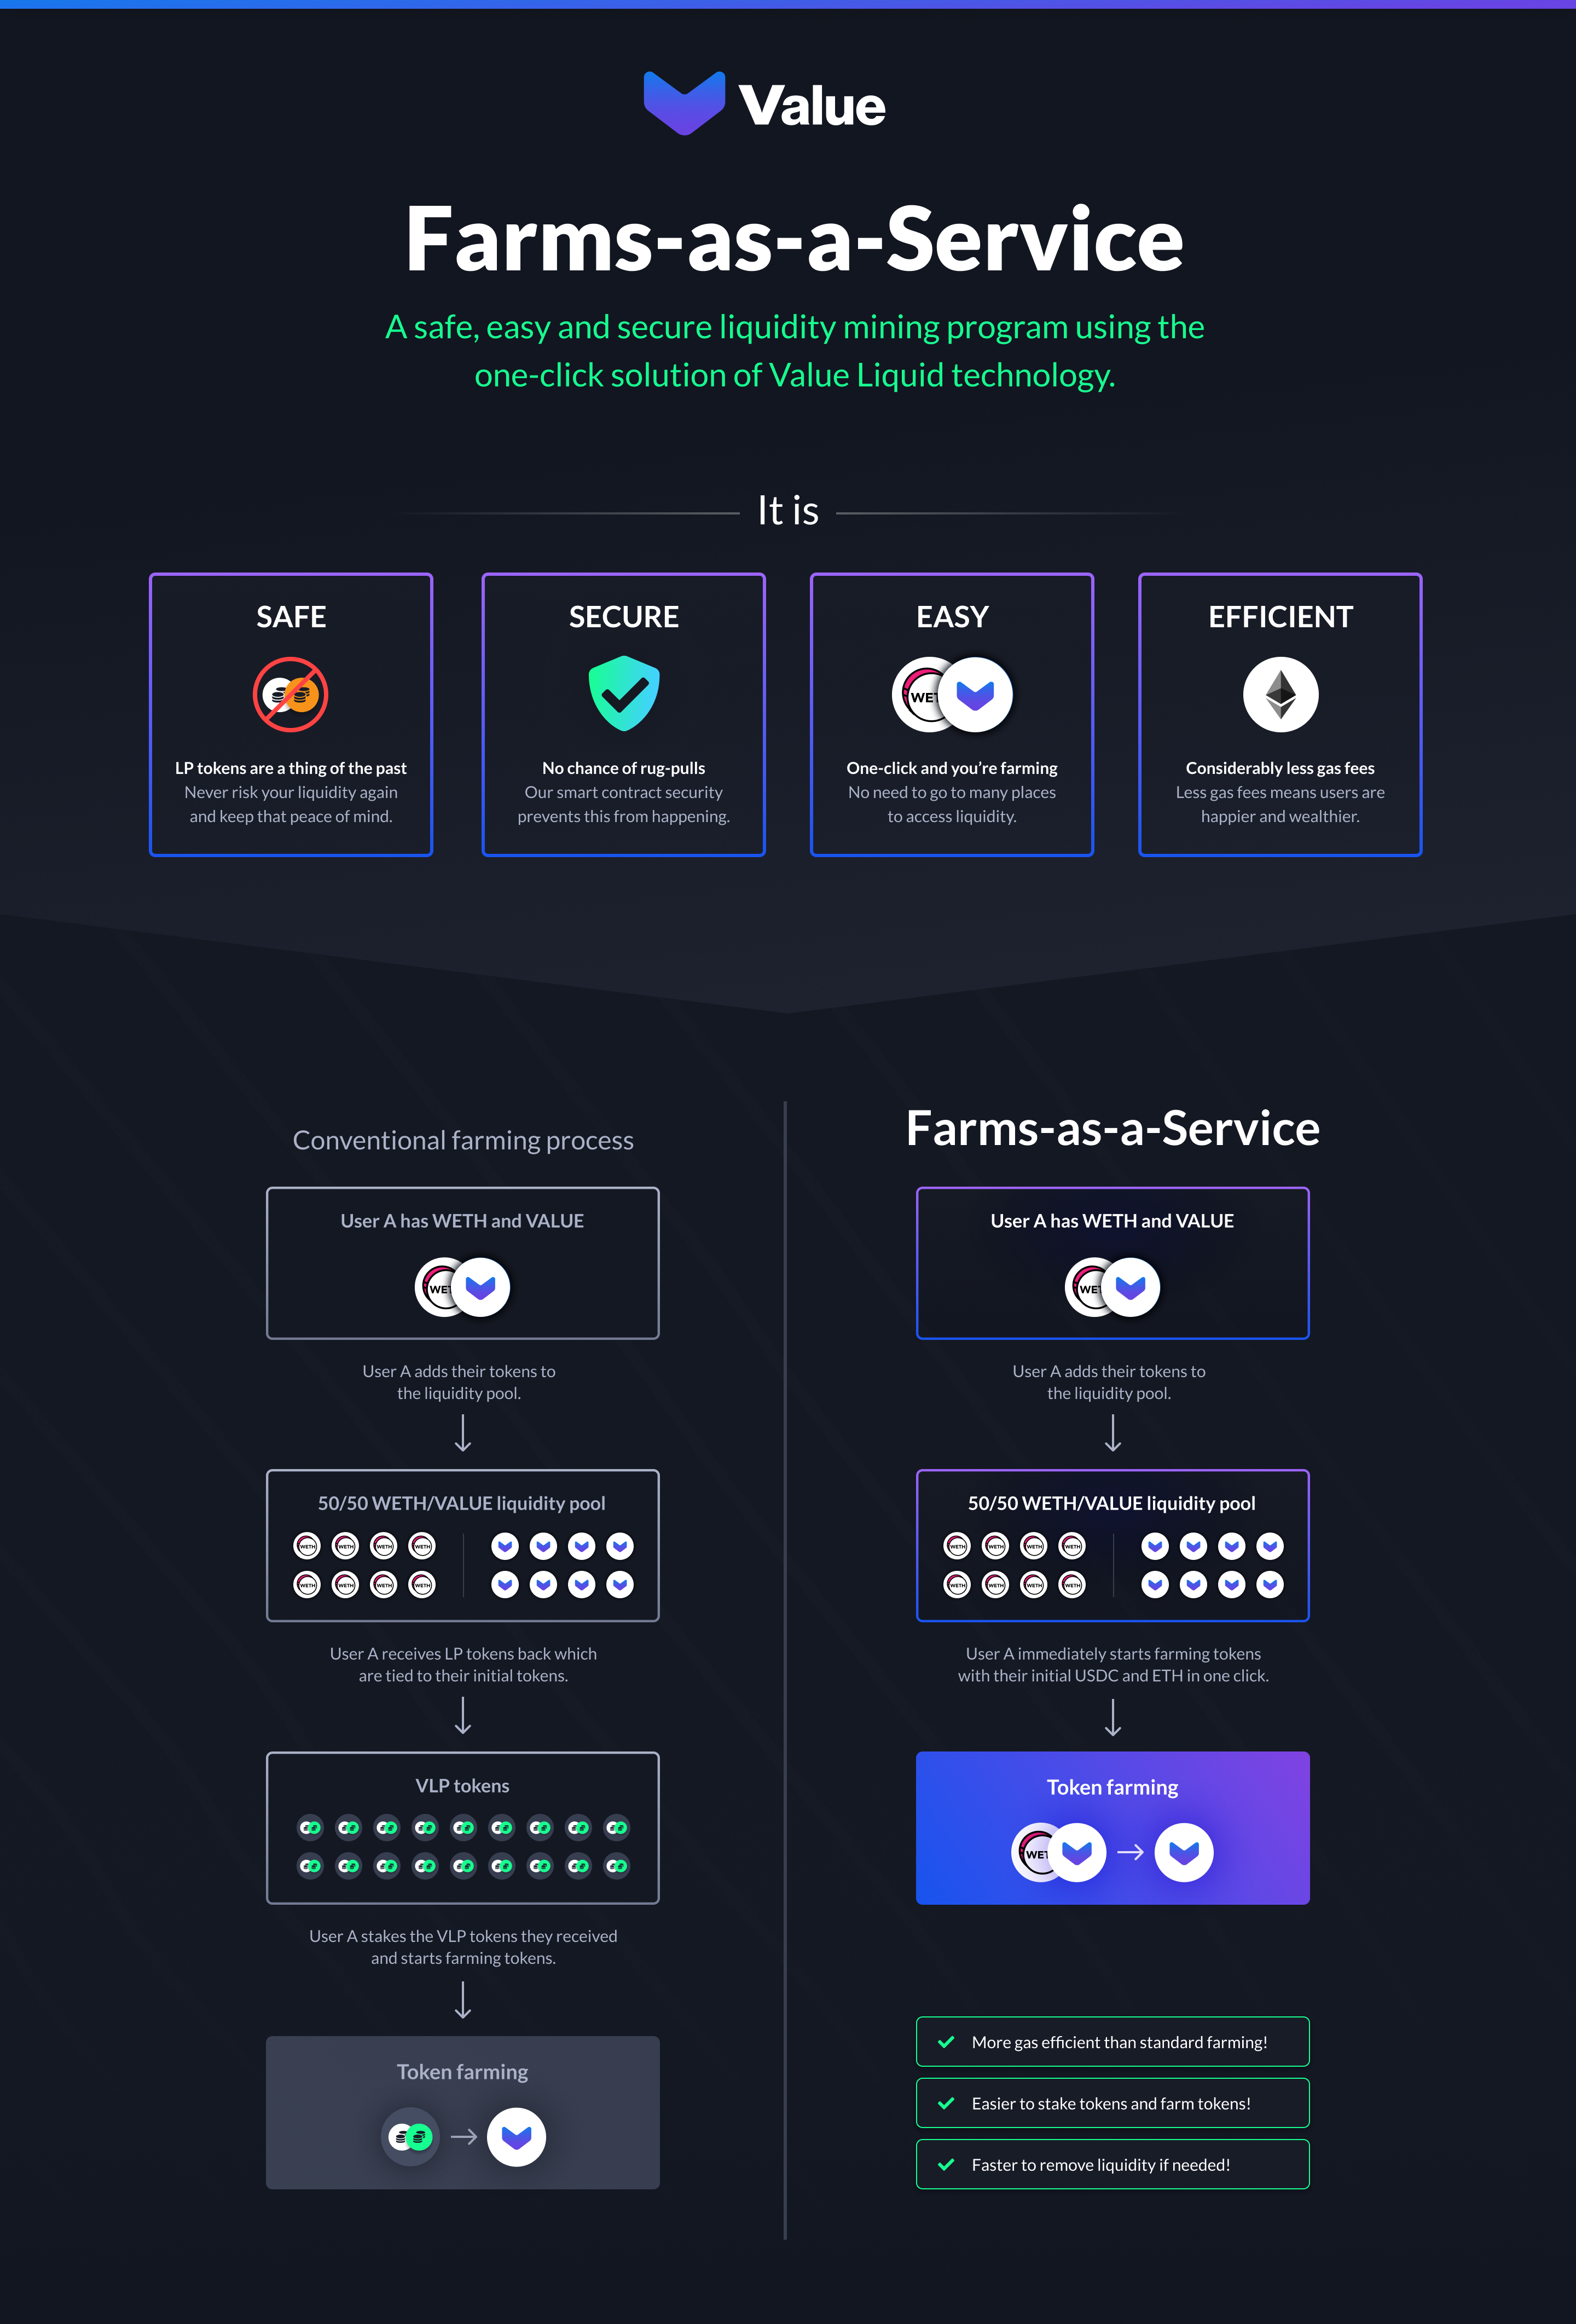 Value
Farms-as-a-Service
A safe, easy and secure liquidity mining program using the
one-click solution of Value Liquid technology.
It is
SAFE
LP tokens are a thing of the past
Never risk your liquidity again
and keep that peace of mind.
SECURE
No chance of rug-pulls
Our smart contract security
prevents this from happening.
EASY
WET
One-click and you’re farming
No need to go to many places
to access liquidity.
EFFICIENT
Considerably less gas fees
Less gas fees means users are
happier and wealthier.
Conventional farming process
User A has WETH and VALUE
WET
User A adds their tokens to
the liquidity pool.
50/50 WETH/VALUE liquidity pool
WETH WETH WETH WETH
WETH WETH WETH WETH
User A receives LP tokens back which
are tied to their initial tokens.
VLP tokens
User A stakes the VLP tokens they received
and starts farming tokens.
Token farming
Farms-as-a-Service
User A has WETH and VALUE
WET
User A adds their tokens to
the liquidity pool.
50/50 WETH/VALUE liquidity pool
WETH WETH WETH WETH
WETH WETH WETH WETH
User A immediately starts farming tokens
with their initial USDC and ETH in one click.
Token farming
WET
More gas efficient than standard farming!
Easier to stake tokens and farm tokens!
Faster to remove liquidity if needed!